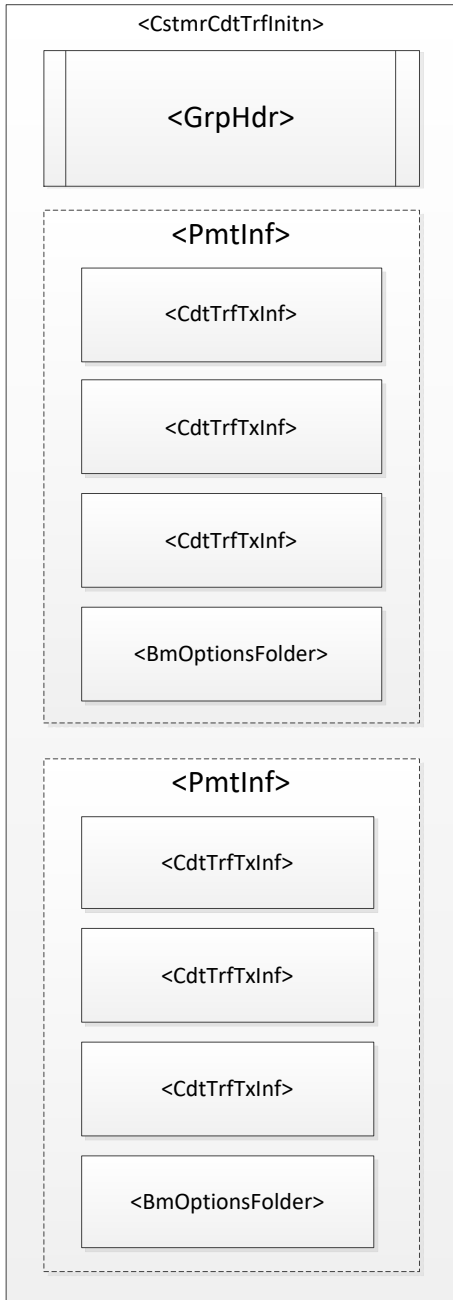 <CstmrCdtTrfInitn>
<GrpHdr>
<PmtInf>
<CdtTrfTxInf>
<CdtTrfTxInf>
<CdtTrfTxInf>
<BmOptionsFolder>
<PmtInf>
<CdtTrfTxInf>
<CdtTrfTxInf>
<CdtTrfTxInf>
<BmOptionsFolder>